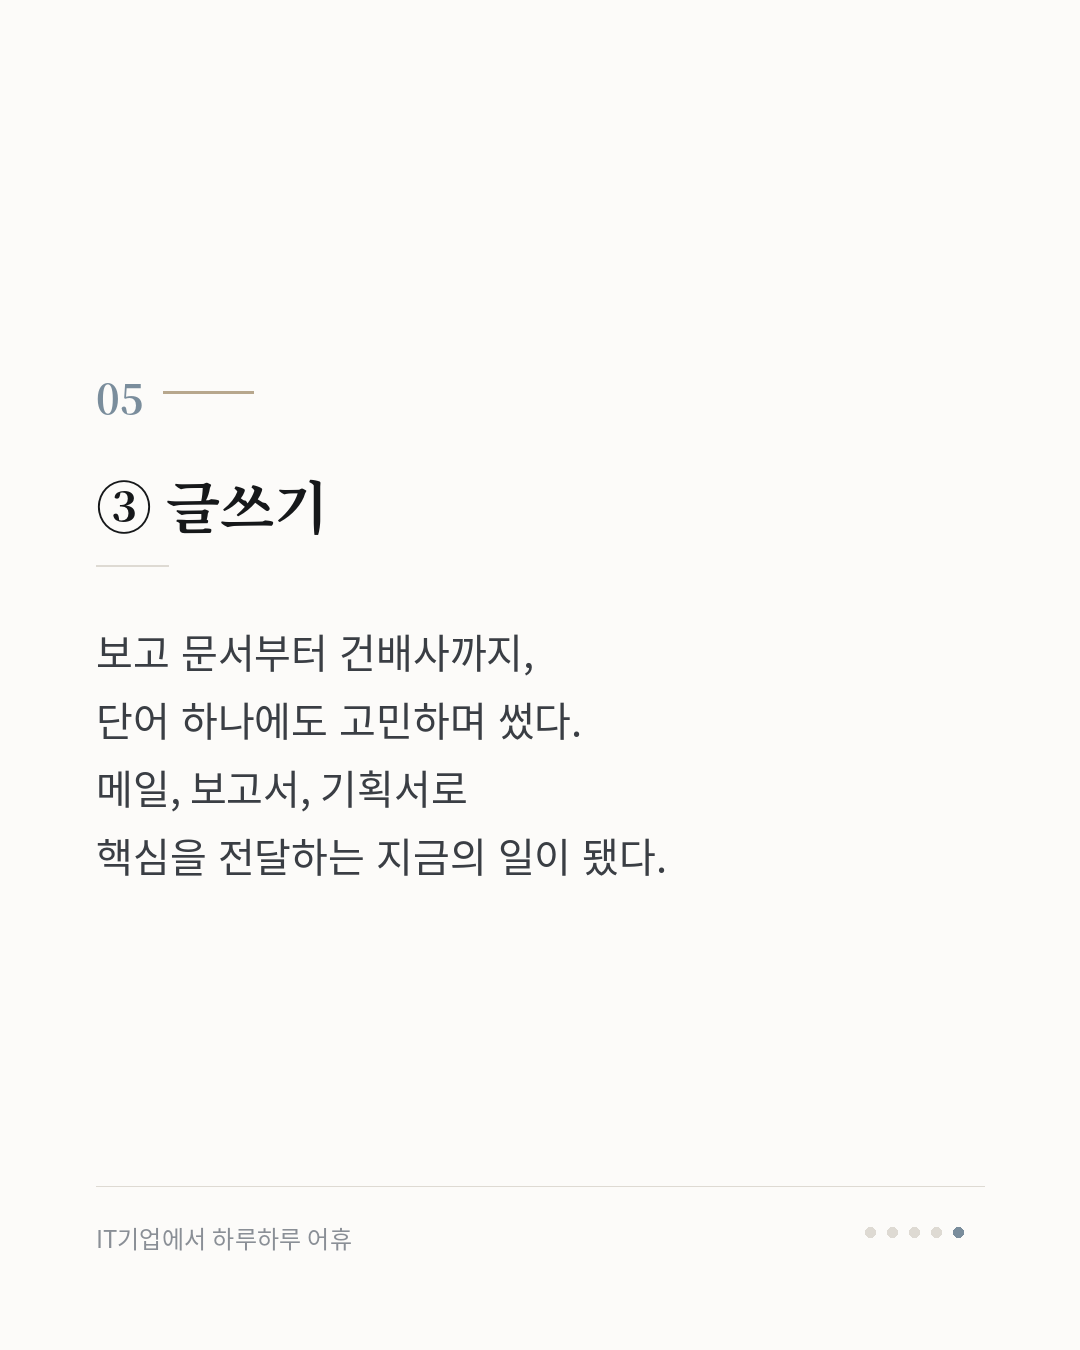 05
③ 글쓰기
보고 문서부터 건배사까지,
단어 하나에도 고민하며 썼다.
메일, 보고서, 기획서로
핵심을 전달하는 지금의 일이 됐다.
IT기업에서 하루하루 어휴